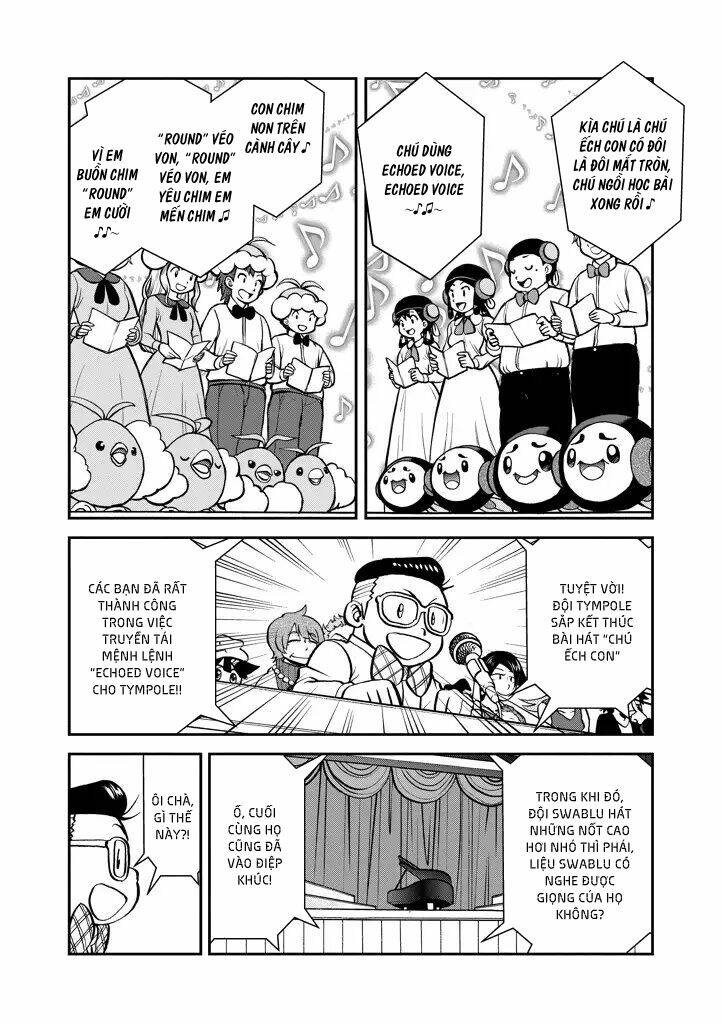 KÌA CHÚ LÀ CHÚ
ẾCH CON CÓ ĐÔI
LÀ ĐÔI MẮT TRÒN,
CHÚ NGỒI HỌC BÀI
XONG RỒI ♪
CHÚ DÙNG
ECHOED VOICE,
ECHOED VOICE
~♪♫~
CON CHIM
NON TRÊN
CÀNH CÂY ♪
“ROUND” VÉO
VON, “ROUND”
VÉO VON, EM
YÊU CHIM EM
MẾN CHIM ♫
VÌ EM
BUỒN CHIM
“ROUND”
EM CƯỜI
♪♪~
TUYỆT VỜI!
ĐỘI TYMPOLE
SẮP KẾT THÚC
BÀI HÁT “CHÚ
ẾCH CON”
CÁC BẠN ĐÃ RẤT
THÀNH CÔNG
TRONG VIỆC
TRUYỀN TẢI
MỆNH LỆNH
“ECHOED VOICE”
CHO TYMPOLE!!
TRONG KHI ĐÓ,
ĐỘI SWABLU HÁT
NHỮNG NỐT CAO
HƠI NHỎ THÌ PHẢI,
LIỆU SWABLU CÓ
NGHE ĐƯỢC
GIỌNG CỦA HỌ
KHÔNG?
Ồ, CUỐI
CÙNG HỌ
CŨNG ĐÃ
VÀO ĐIỆP
KHÚC!
ÔI CHÀ,
GÌ THẾ
NÀY?!